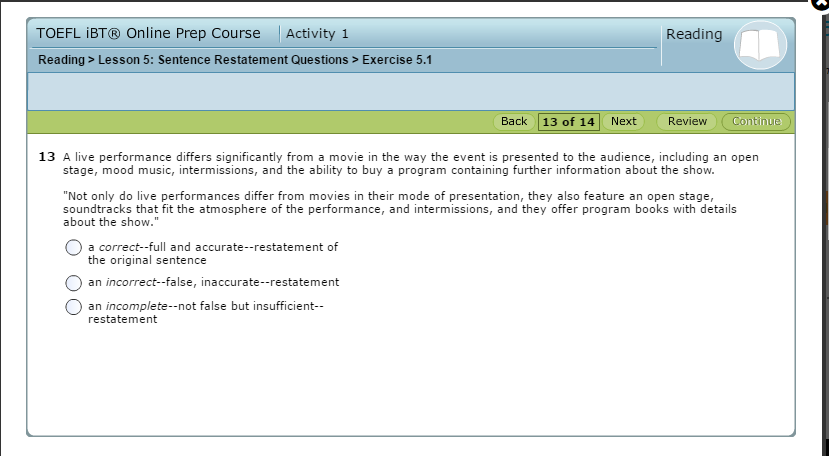 TOEFL iBT® Online Prep Course Activity 1 Reading
Reading > Lesson 5: Sentence Restatement Questions > Exercise 5.1
Back 13 of 14 Next Review Continue
13 A live performance differs significantly from a movie in the way the event is presented to the audience, including an open
stage, mood music, intermissions, and the ability to buy a program containing further information about the show.
"Not only do live performances differ from movies in their mode of presentation, they also feature an open stage,
soundtracks that fit the atmosphere of the performance, and intermissions, and they offer program books with details
about the show."
a correct--full and accurate--restatement of
the original sentence
an incorrect--false, inaccurate--restatement
an incomplete--not false but insufficient--
restatement